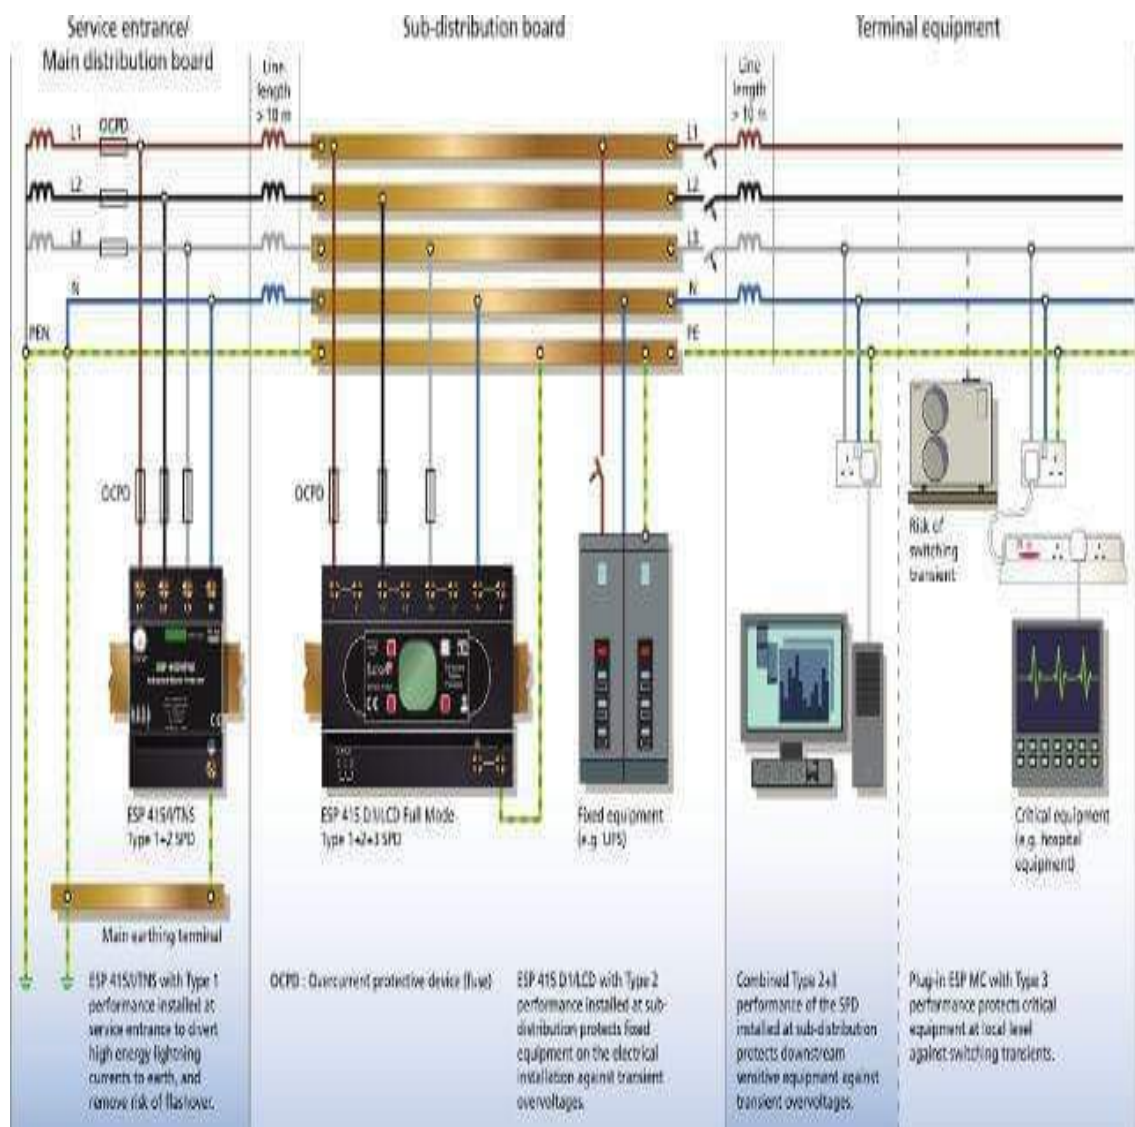 Service entrance/
Main distribution board
Sub-distribution board
Terminal equipment
Line
length
> 10 m
Line
length
> 10 m
L1
OCPD
L1
L2
L2
L3
L3
N
N
PEN
PE
OCPD
OCPD
Risk of
switching
transient
ESP 415/I/TNS
Type 1+2 SPD
ESP 415 D1/LCD Full Mode
Type 1+2+3 SPD
Fixed equipment
(e.g. UPS)
Critical equipment
(e.g. hospital
equipment)
Main earthing terminal
ESP 415/I/TNS with Type 1
performance installed at
service entrance to divert
high energy lightning
currents to earth, and
remove risk of flashover.
OCPD : Overcurrent protective device (fuse)
ESP 415 D1/LCD with Type 2
performance installed at sub-
distribution protects fixed
equipment on the electrical
installation against transient
overvoltages.
Combined Type 2+3
performance of the SPD
installed at sub-distribution
protects downstream
sensitive equipment against
transient overvoltages.
Plug-in ESP MC with Type 3
performance protects critical
equipment at local level
against switching transients.